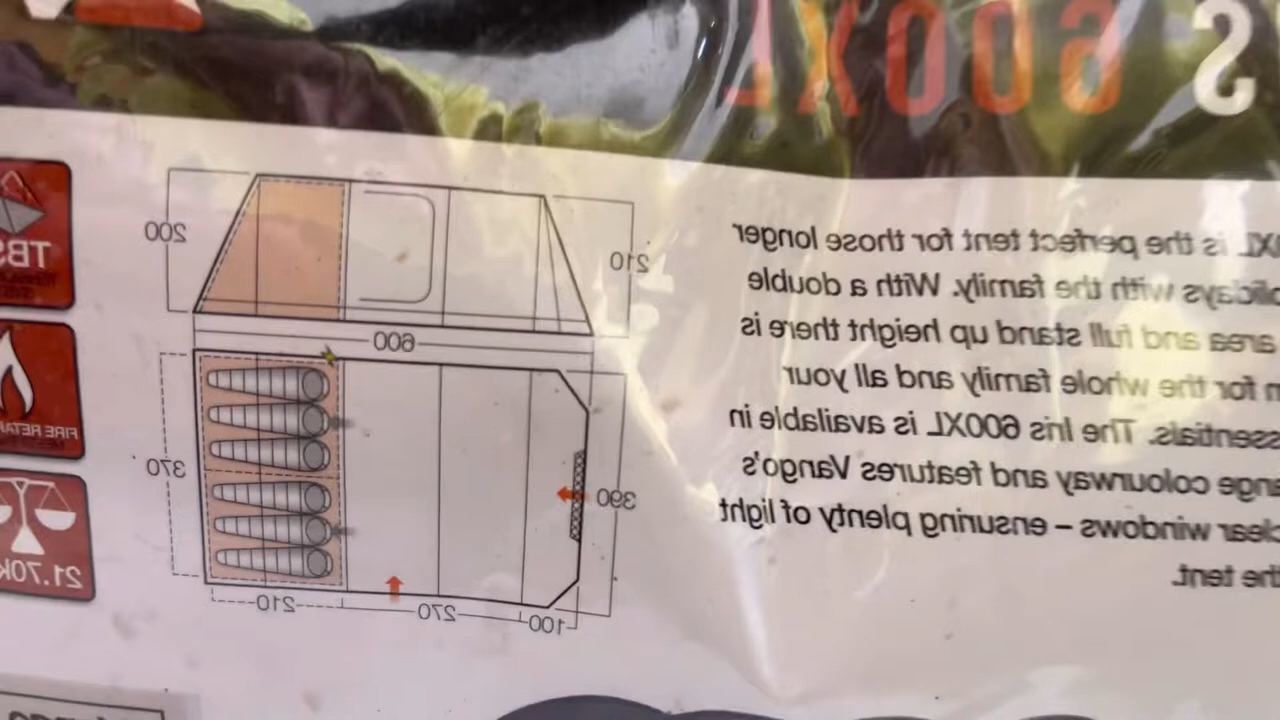 S 600XL
XL is the perfect tent for those longer
lidays with the family. With a double
area and full stand up height there is
for the whole family and all your
ssentials. The Iris 600XL is available in
ange colourway and features Vango's
clear windows – ensuring plenty of light
the tent.
200
210
600
370
390
210
270
100
TBS
FIRE RETAR
21.70k